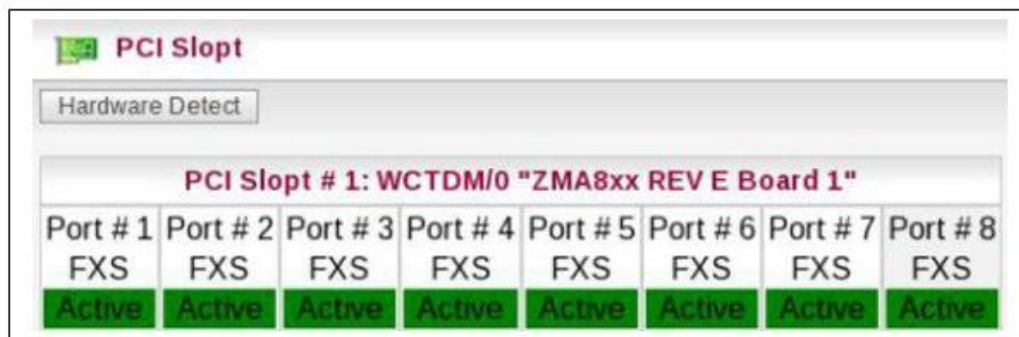 PCI Slopt
Hardware Detect
PCI Slopt # 1: WCTDM/0 "ZMA8xx REV E Board 1"
Port # 1 Port # 2 Port # 3 Port # 4 Port # 5 Port # 6 Port # 7 Port # 8
FXS FXS FXS FXS FXS FXS FXS FXS
Active Active Active Active Active Active Active Active